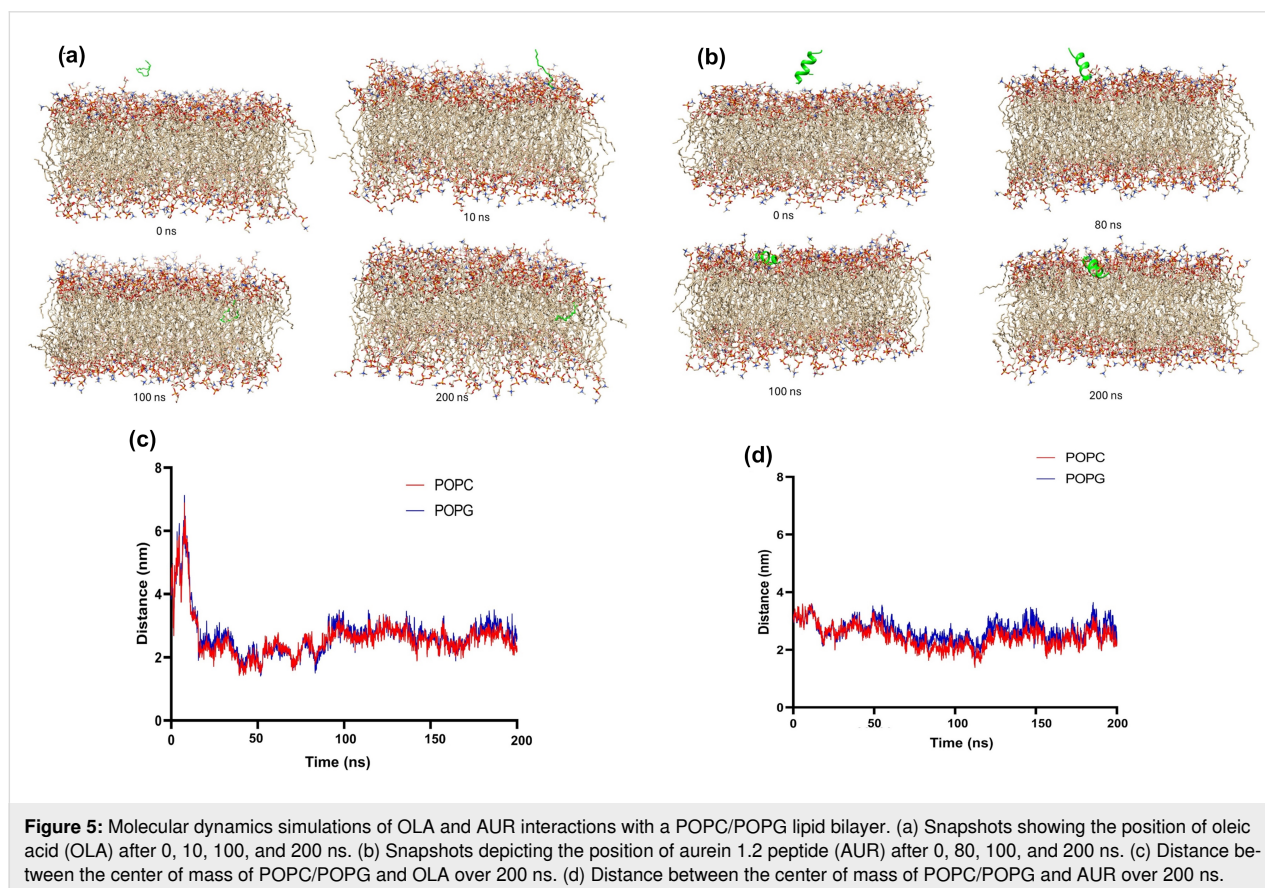 (a)
0 ns
10 ns
100 ns
200 ns
(b)
0 ns
80 ns
100 ns
200 ns
(c)
POPC
POPG
Distance (nm)
8
6
4
2
0
0
50
100
150
200
Time (ns)
(d)
POPC
POPG
Distance (nm)
8
6
4
2
0
0
50
100
150
200
Time (ns)
Figure 5: Molecular dynamics simulations of OLA and AUR interactions with a POPC/POPG lipid bilayer. (a) Snapshots showing the position of oleic
acid (OLA) after 0, 10, 100, and 200 ns. (b) Snapshots depicting the position of aurein 1.2 peptide (AUR) after 0, 80, 100, and 200 ns. (c) Distance be-
tween the center of mass of POPC/POPG and OLA over 200 ns. (d) Distance between the center of mass of POPC/POPG and AUR over 200 ns.